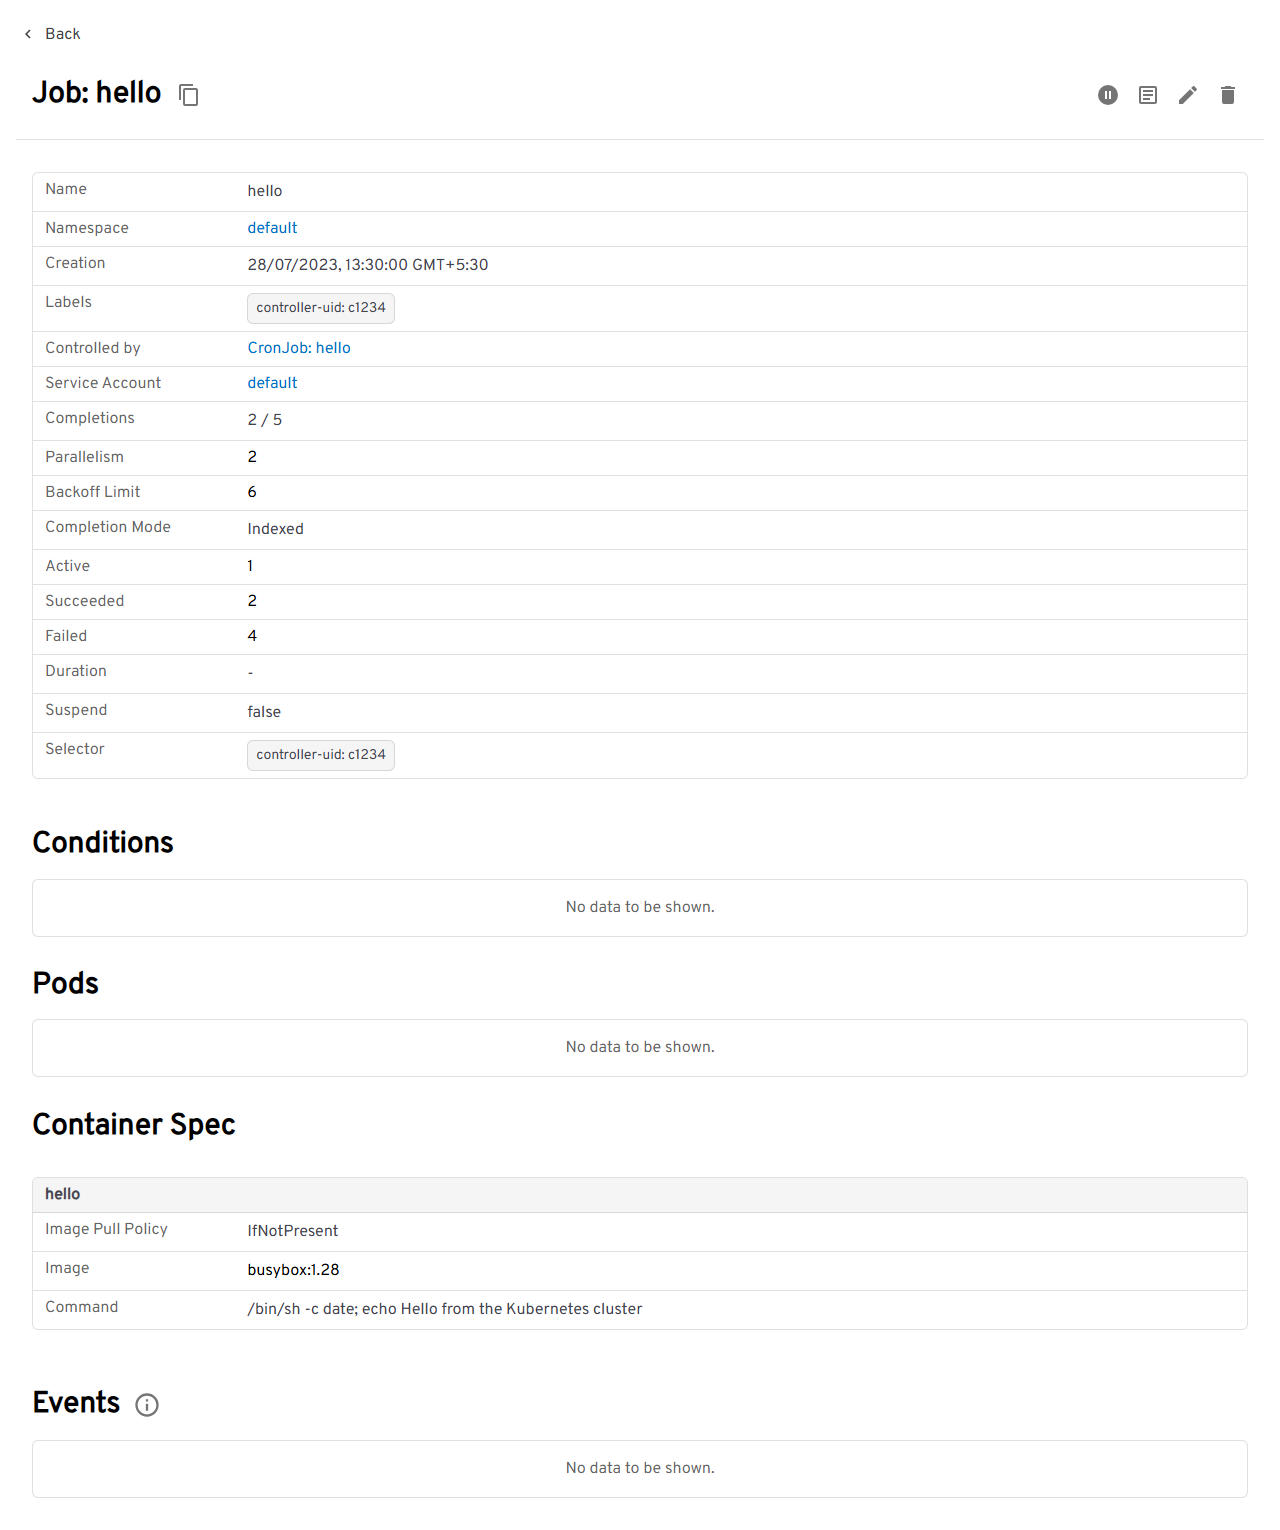 Back
Job: hello
Name hello
Namespace default
Creation 28/07/2023, 13:30:00 GMT+5:30
Labels controller-uid: c1234
Controlled by CronJob: hello
Service Account default
Completions 2 / 5
Parallelism 2
Backoff Limit 6
Completion Mode Indexed
Active 1
Succeeded 2
Failed 4
Duration -
Suspend false
Selector controller-uid: c1234
Conditions
No data to be shown.
Pods
No data to be shown.
Container Spec
hello
Image Pull Policy IfNotPresent
Image busybox:1.28
Command /bin/sh -c date; echo Hello from the Kubernetes cluster
Events
No data to be shown.